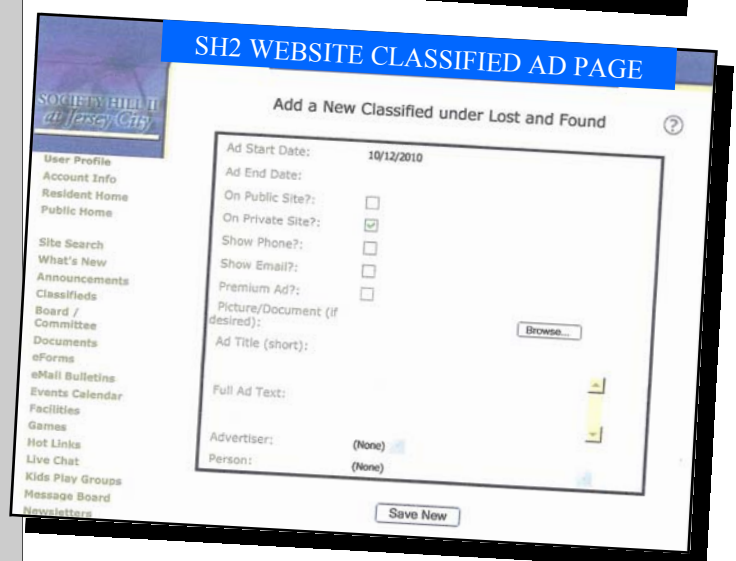 SH2 WEBSITE CLASSIFIED AD PAGE
SOCIETY HILL II
at Jersey City
Add a New Classified under Lost and Found
?
User Profile
Account Info
Resident Home
Public Home
Site Search
What's New
Announcements
Classifieds
Board /
Committee
Documents
eForms
eMail Bulletins
Events Calendar
Facilities
Games
Hot Links
Live Chat
Kids Play Groups
Message Board
Newsletters
Ad Start Date: 10/12/2010
Ad End Date:
On Public Site?:
On Private Site?:
Show Phone?:
Show Email?:
Premium Ad?:
Picture/Document (if
desired): Browse...
Ad Title (short):
Full Ad Text:
Advertiser: (None)
Person: (None)
Save New